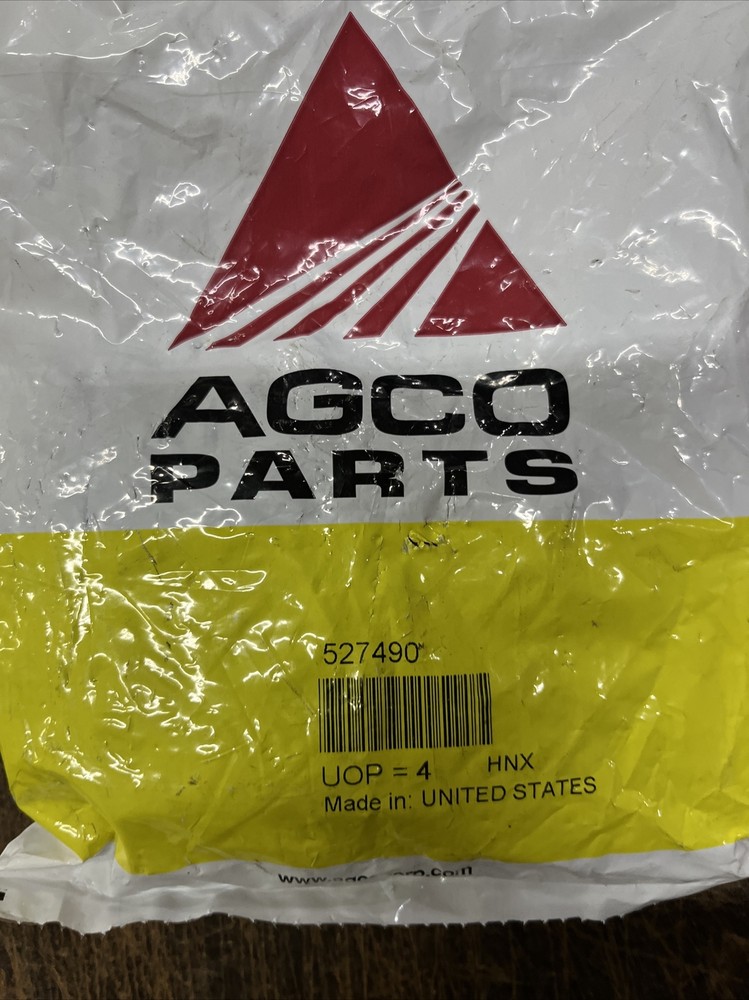 AGCO
PARTS
527490
UOP = 4 HNX
Made in: UNITED STATES